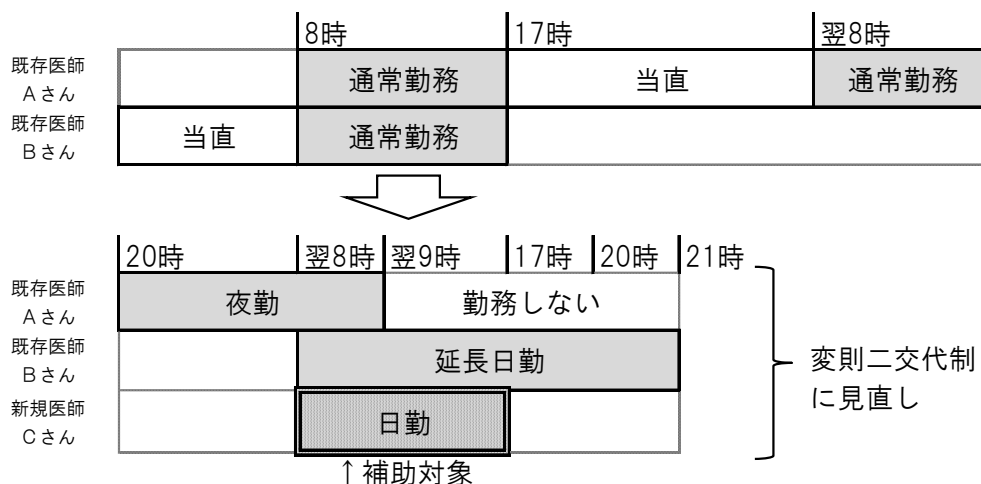 8時 17時 翌8時
既存医師
Aさん
通常勤務 当直 通常勤務
既存医師
Bさん
当直 通常勤務
20時 翌8時 翌9時 17時 20時 21時
既存医師
Aさん
夜勤 勤務しない
既存医師
Bさん
延長日勤
新規医師
Cさん
日勤
↑補助対象
変則二交代制
に見直し